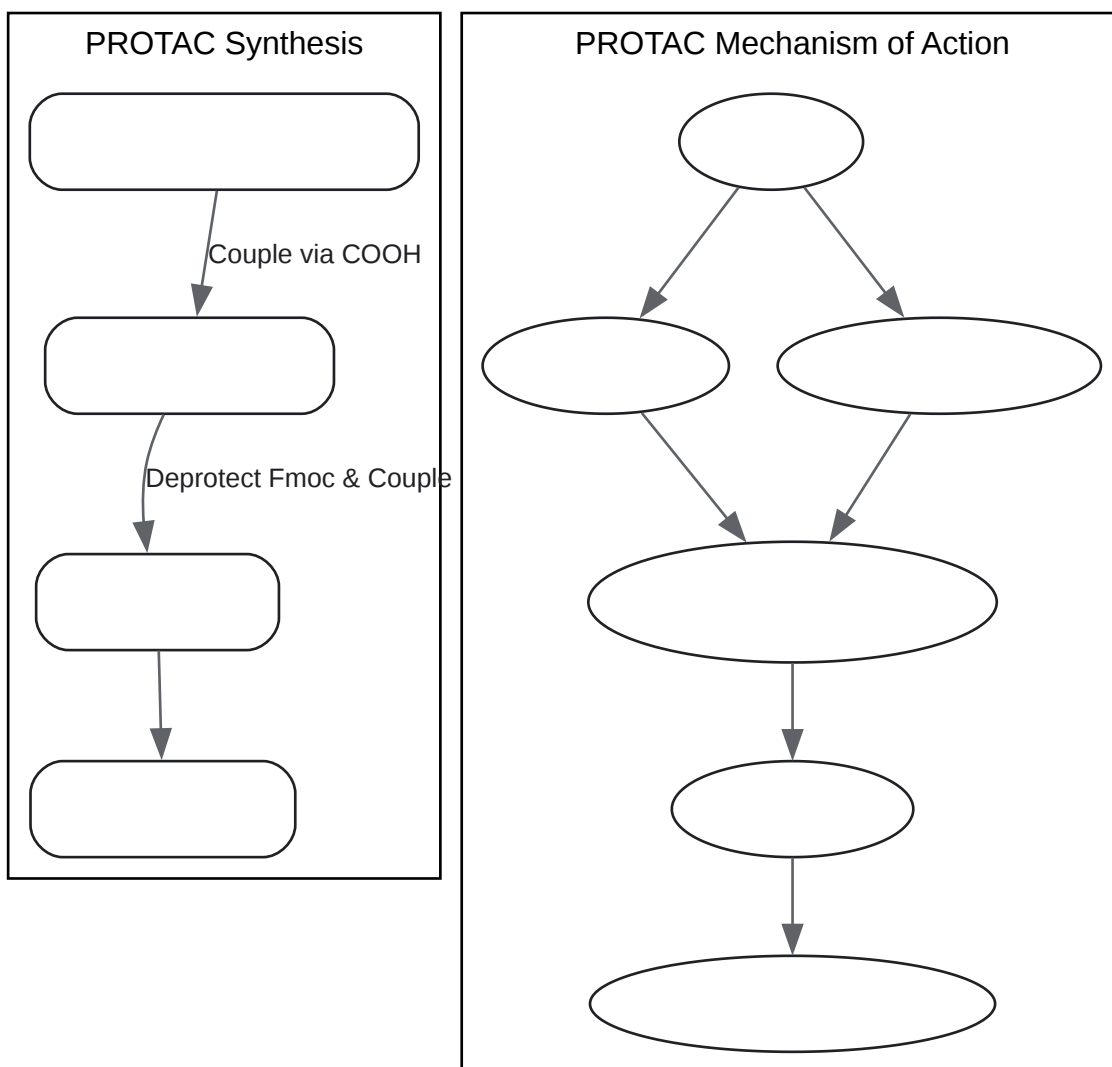 PROTAC Synthesis
PROTAC Mechanism of Action
Couple via COOH
Deprotect Fmoc & Couple